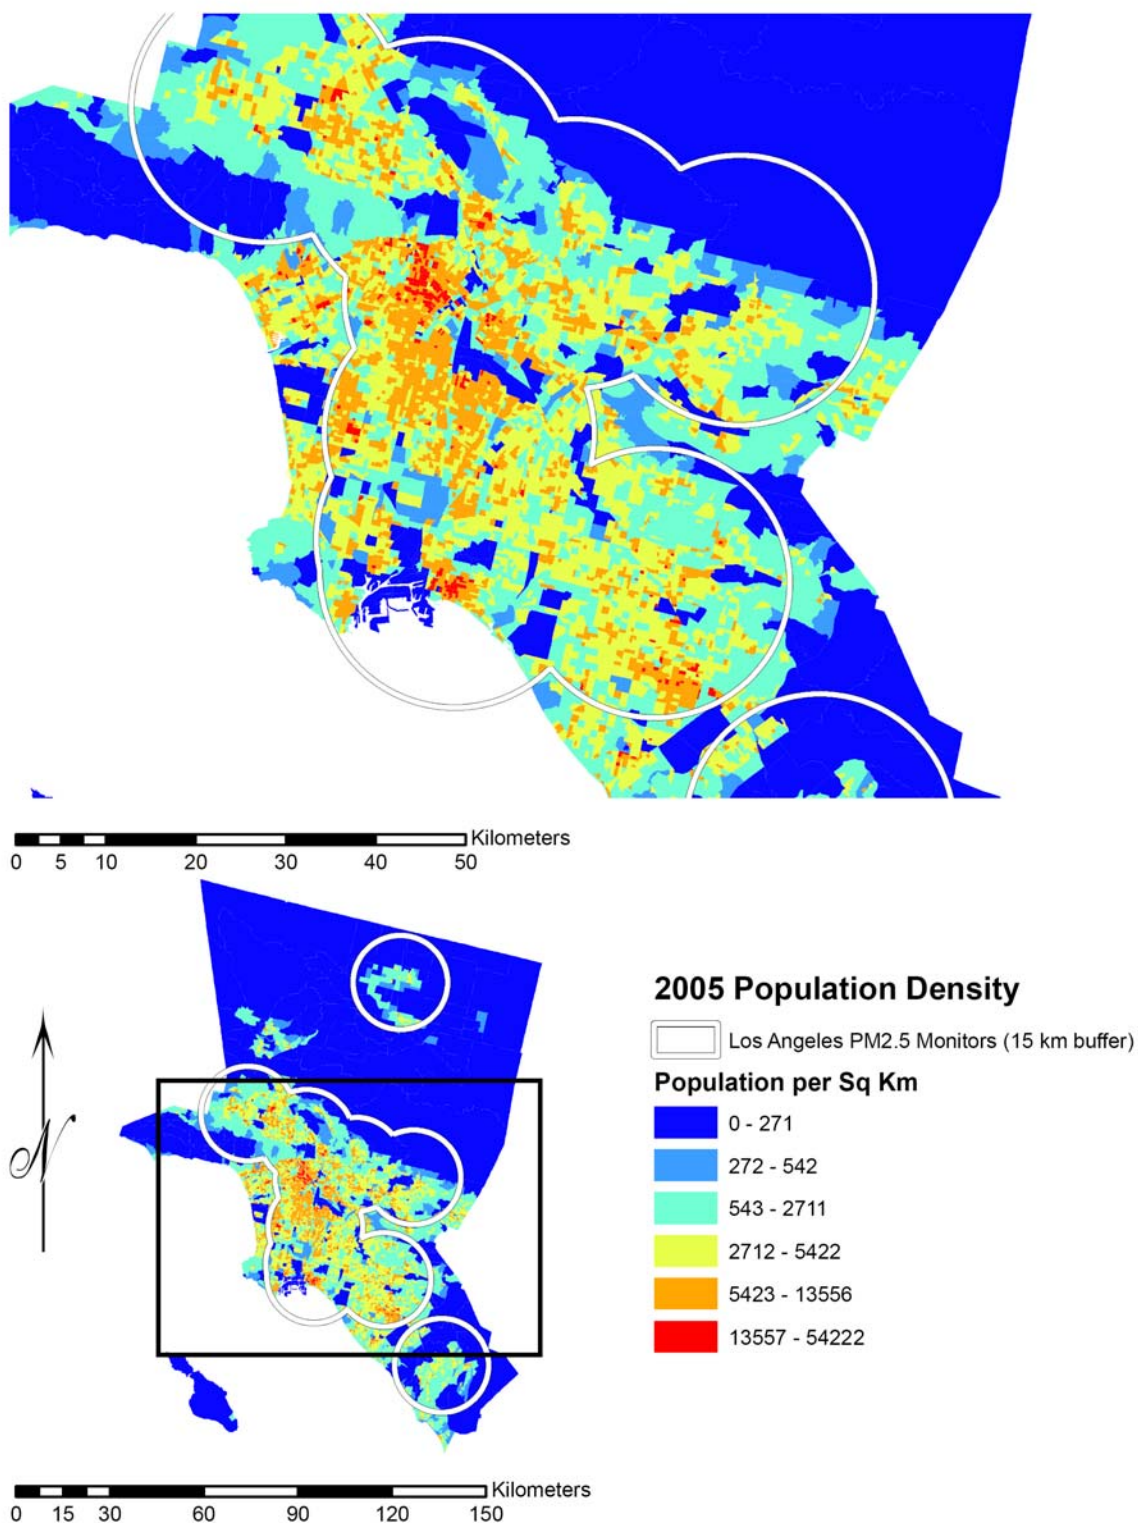 Kilometers
0 5 10 20 30 40 50
2005 Population Density
Los Angeles PM2.5 Monitors (15 km buffer)
Population per Sq Km
0 - 271
272 - 542
543 - 2711
2712 - 5422
5423 - 13556
13557 - 54222
N
Kilometers
0 15 30 60 90 120 150